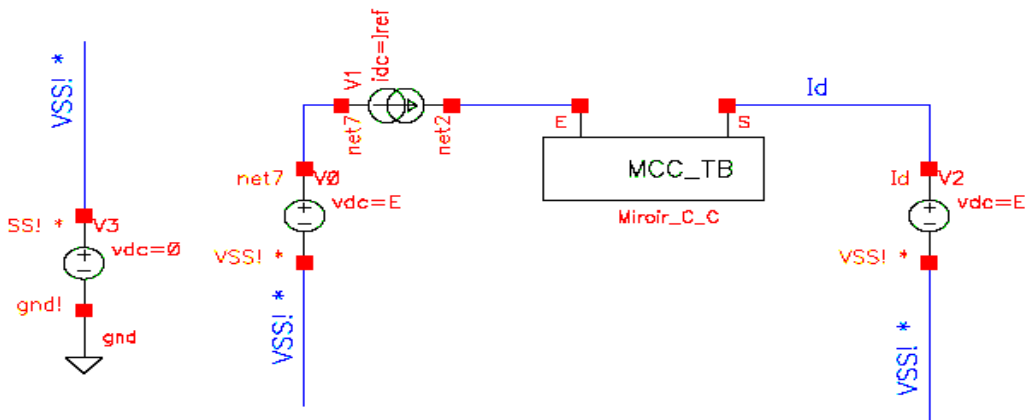 VSS! *
SS! *
V3
vdc=0
gnd!
gnd
V1
idc=Iref
net7
net2
net7
V0
vdc=E
VSS! *
VSS! *
E
S
MCC_TB
Miroir_C_C
Id
Id
V2
vdc=E
VSS! *
VSS! *